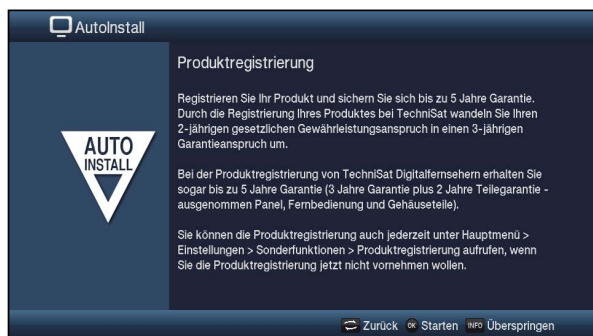 AutoInstall
Produktregistrierung
AUTO
INSTALL
Registrieren Sie Ihr Produkt und sichern Sie sich bis zu 5 Jahre Garantie.
Durch die Registrierung Ihres Produktes bei TechniSat wandeln Sie Ihren
2-jährigen gesetzlichen Gewährleistungsanspruch in einen 3-jährigen
Garantieanspruch um.
Bei der Produktregistrierung von TechniSat Digitalfernsehern erhalten Sie
sogar bis zu 5 Jahre Garantie (3 Jahre Garantie plus 2 Jahre Teilegarantie -
ausgenommen Panel, Fernbedienung und Gehäuseteile).
Sie können die Produktregistrierung auch jederzeit unter Hauptmenü >
Einstellungen > Sonderfunktionen > Produktregistrierung aufrufen, wenn
Sie die Produktregistrierung jetzt nicht vornehmen wollen.
Zurück OK Starten INFO Überspringen